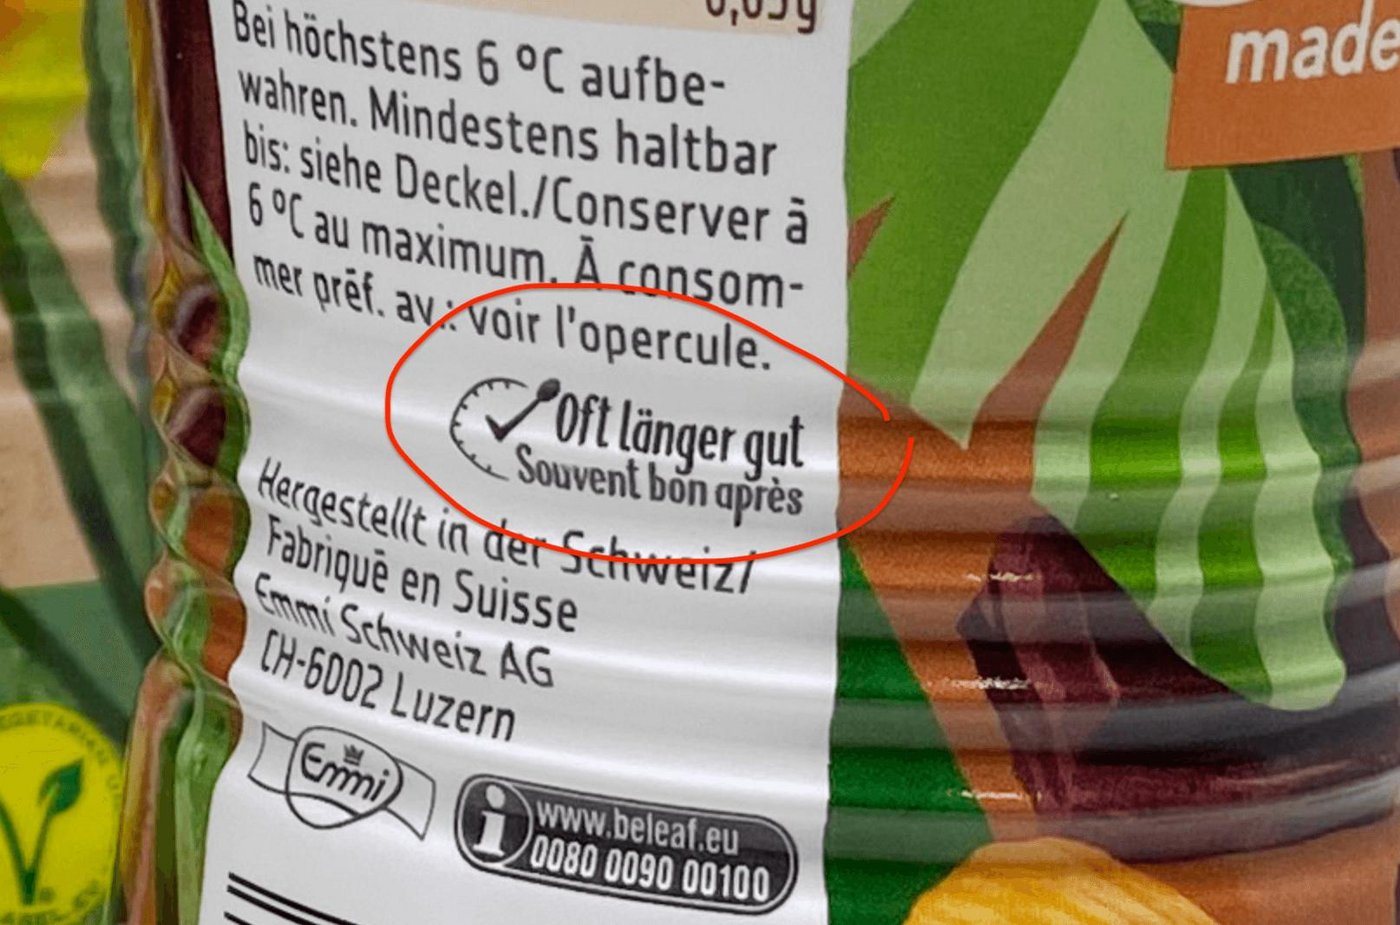 Bei höchstens 6 °C aufbe-
wahren. Mindestens haltbar
bis: siehe Deckel./Conserver à
6 °C au maximum. À consom-
mer préf. av.: voir l'opercule.
Oft länger gut
Souvent bon après
Hergestellt in der Schweiz/
Fabriqué en Suisse
Emmi Schweiz AG
CH-6002 Luzern
Emmi
i
www.beleaf.eu
0080 0090 00100
made
V